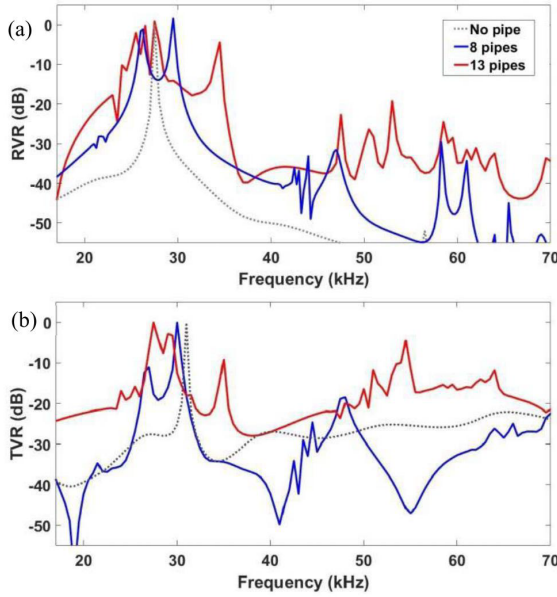 (a)
0
-10
-20
-30
-40
-50
RVR (dB)
No pipe
8 pipes
13 pipes
20 30 40 50 60 70
Frequency (kHz)
(b)
0
-10
-20
-30
-40
-50
TVR (dB)
20 30 40 50 60 70
Frequency (kHz)